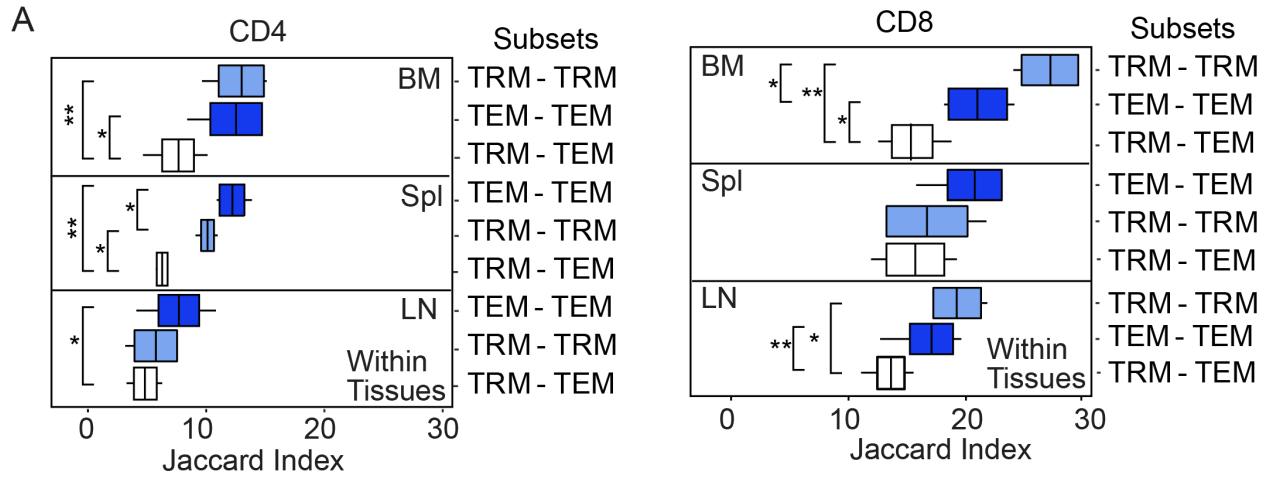 A
CD4
Subsets
BM
TRM - TRM
TEM - TEM
TRM - TEM
**
*
Spl
TEM - TEM
TRM - TRM
TRM - TEM
**
*
*
LN
TEM - TEM
TRM - TRM
TRM - TEM
*
Within
Tissues
0 10 20 30
Jaccard Index
CD8
Subsets
BM
TRM - TRM
TEM - TEM
TRM - TEM
*
**
*
Spl
TEM - TEM
TRM - TRM
TRM - TEM
LN
TRM - TRM
TEM - TEM
TRM - TEM
**
*
Within
Tissues
0 10 20 30
Jaccard Index